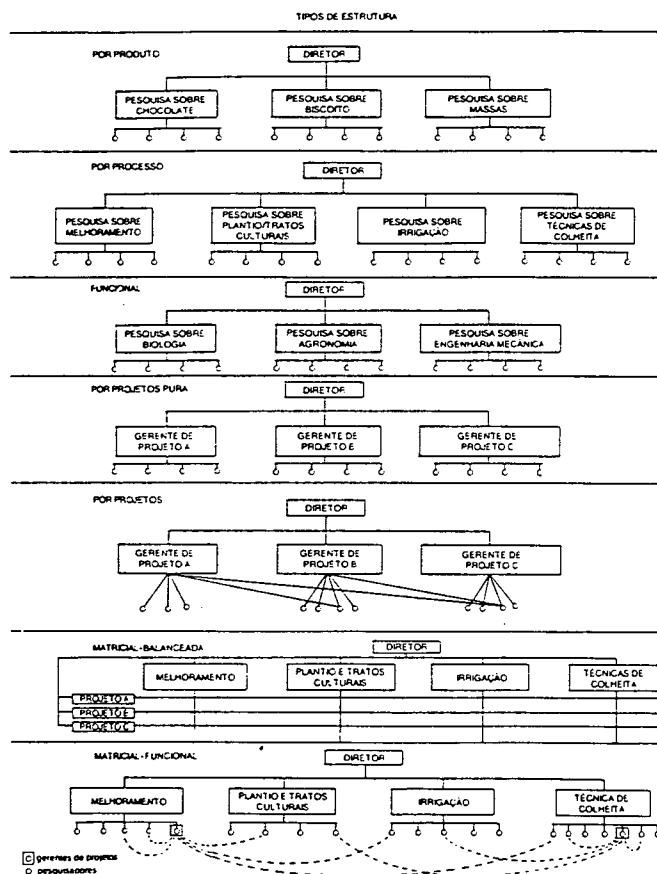 TIPOS DE ESTRUTURA
POR PRODUTO
DIRETOR
PESQUISA SOBRE
CHOCOLATE
PESQUISA SOBRE
BISCOITO
PESQUISA SOBRE
MASSAS
POR PROCESSO
DIRETOR
PESQUISA SOBRE
MELHORAMENTO
PESQUISA SOBRE
PLANTIO/TRATOS
CULTURAIS
PESQUISA SOBRE
IRRIGAÇÃO
PESQUISA SOBRE
TÉCNICAS DE
COLHEITA
FUNCIONAL
DIRETOR
PESQUISA SOBRE
BIOLOGIA
PESQUISA SOBRE
AGRONOMIA
PESQUISA SOBRE
ENGENHARIA MECÂNICA
POR PROJETOS PURA
DIRETOR
GERENTE DE
PROJETO A
GERENTE DE
PROJETO E
GERENTE DE
PROJETO C
POR PROJETOS
DIRETOR
GERENTE DE
PROJETO A
GERENTE DE
PROJETO B
GERENTE DE
PROJETO C
MATRICIAL-BALANCEADA
DIRETOR
MELHORAMENTO
PLANTIO E TRATOS
CULTURAIS
IRRIGAÇÃO
TÉCNICAS DE
COLHEITA
PROJETO A
PROJETO E
PROJETO C
MATRICIAL-FUNCIONAL
DIRETOR
MELHORAMENTO
PLANTIO E TRATOS
CULTURAIS
IRRIGAÇÃO
TÉCNICA DE
COLHEITA
gerentes de projetos
pesquisadores